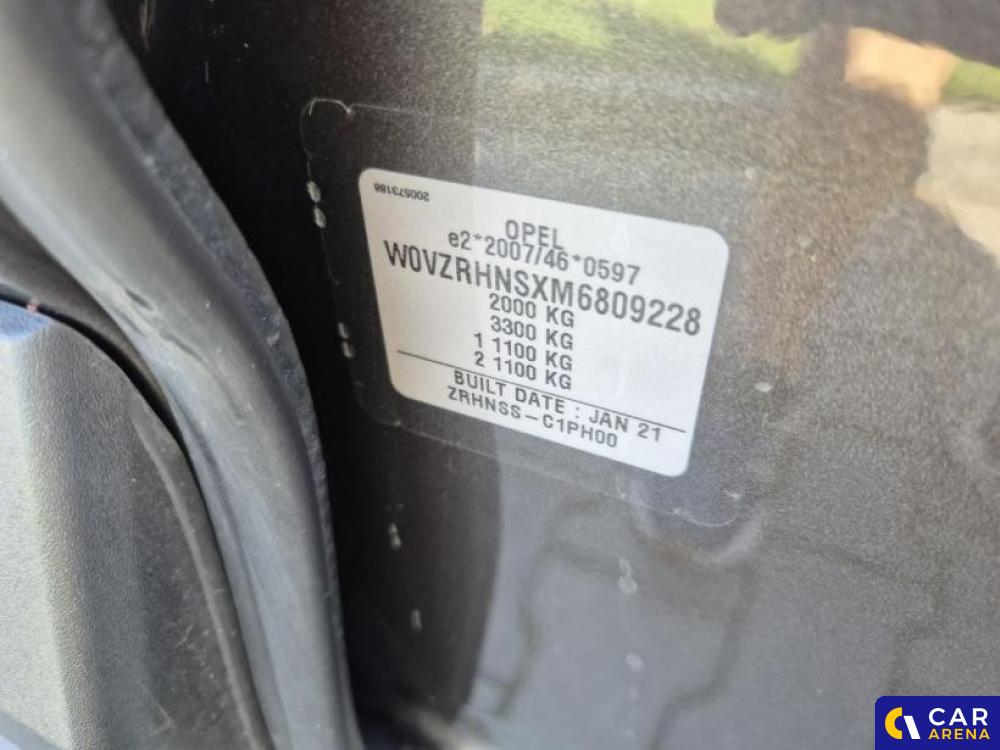 200573188
OPEL
e2*2007/46*0597
W0VZRHNSXM6809228
2000 KG
3300 KG
1 1100 KG
2 1100 KG
BUILT DATE : JAN 21
ZRHNSS-C1PH00
CAR
ARENA